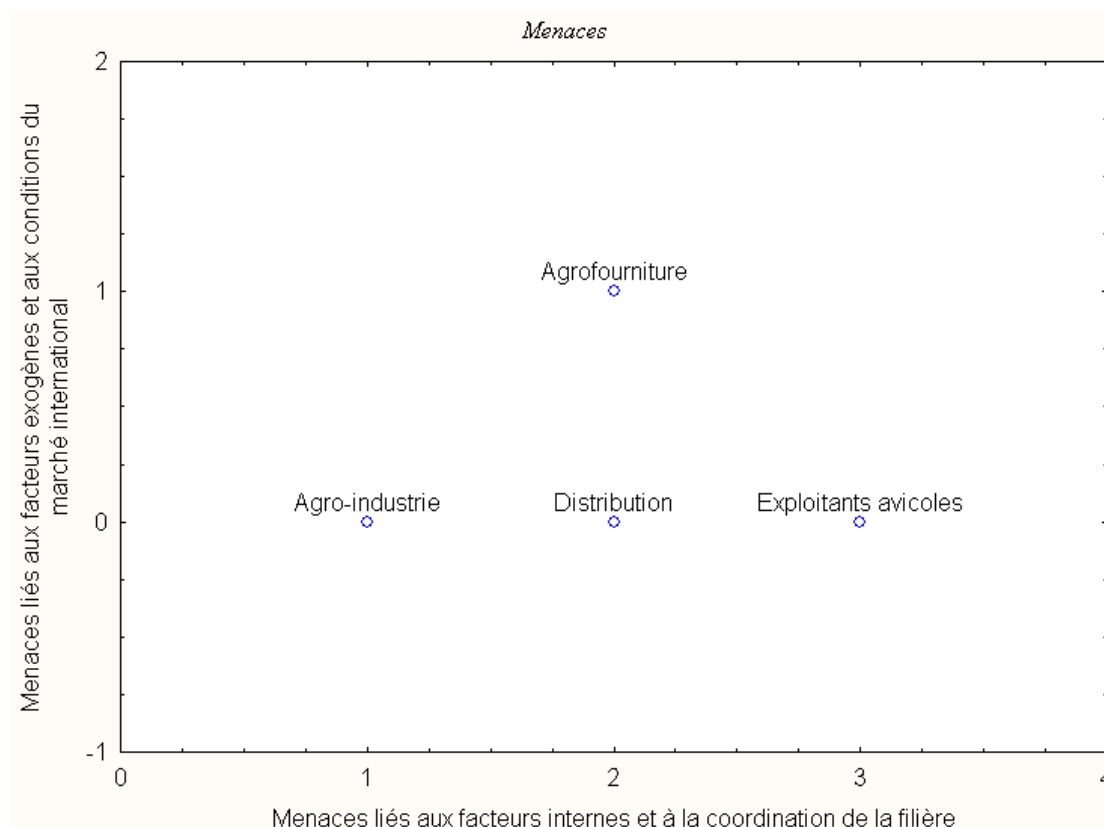 Menaces
Menaces liés aux facteurs exogènes et aux conditions du
marché international
2
1
0
-1
Agrofourniture
Agro-industrie
Distribution
Exploitants avicoles
0
1
2
3
4
Menaces liés aux facteurs internes et à la coordination de la filière